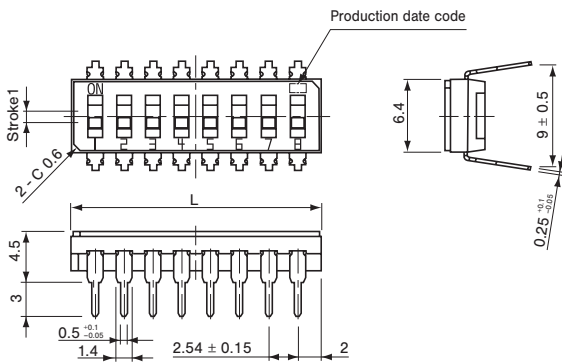 Production date code
ON
1 2 3 4 5 6 7 8
Stroke1
2 - C 0.6
6.4
9 ± 0.5
0.25 +0.1 -0.05
L
4.5
3
0.5 +0.1 -0.05
1.4
2.54 ± 0.15
2